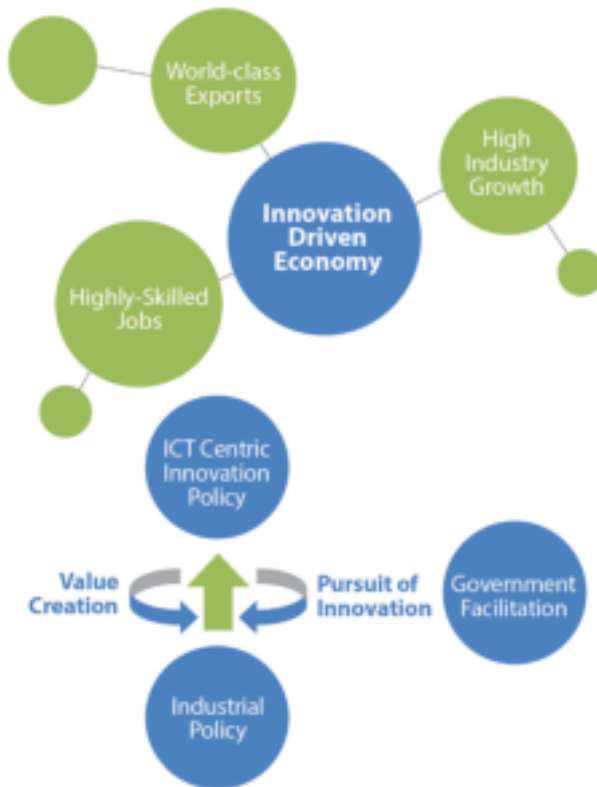 World-class
Exports
High
Industry
Growth
Innovation
Driven
Economy
Highly-Skilled
Jobs
ICT Centric
Innovation
Policy
Value
Creation
Pursuit of
Innovation
Government
Facilitation
Industrial
Policy